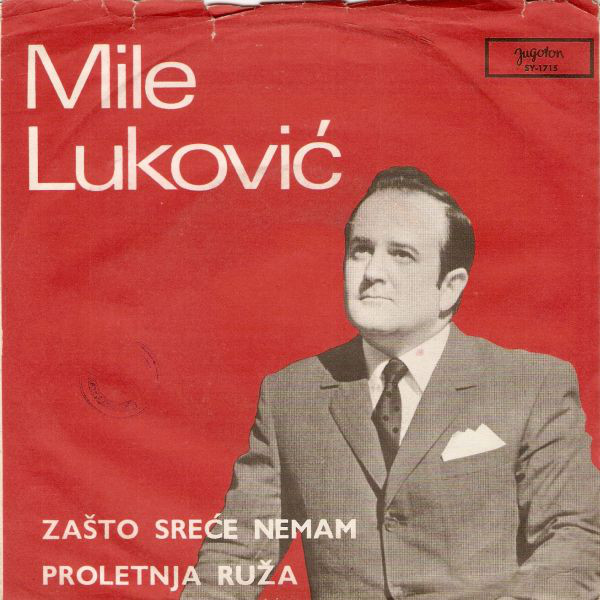 Mile
Luković
Jugoton
SY-1715
ZAŠTO SREĆE NEMAM
PROLETNJA RUŽA